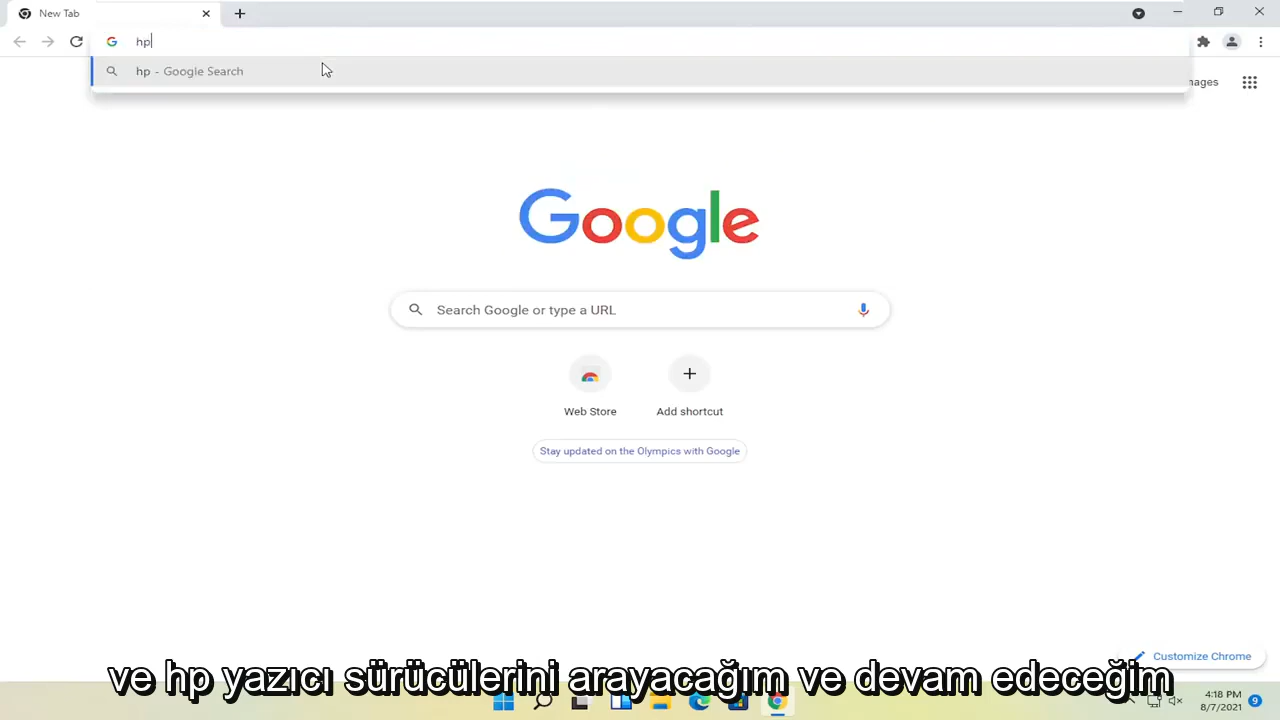 New Tab
hp
hp - Google Search
Google
Search Google or type a URL
Web Store
Add shortcut
Stay updated on the Olympics with Google
Customize Chrome
ve hp yazıcı sürücülerini arayacağım ve devam edeceğim
4:18 PM
8/7/2021
9